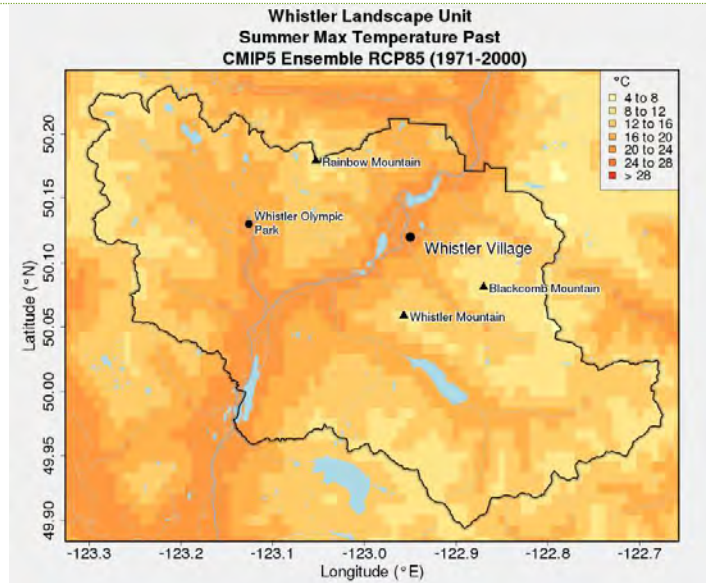 Whistler Landscape Unit
Summer Max Temperature Past
CMIP5 Ensemble RCP85 (1971-2000)
°C
4 to 8
8 to 12
12 to 16
16 to 20
20 to 24
24 to 28
> 28
Rainbow Mountain
Whistler Olympic
Park
Whistler Village
Blackcomb Mountain
Whistler Mountain
Latitude (°N)
50.20
50.15
50.10
50.05
50.00
49.95
49.90
-123.3 -123.2 -123.1 -123.0 -122.9 -122.8 -122.7
Longitude (°E)